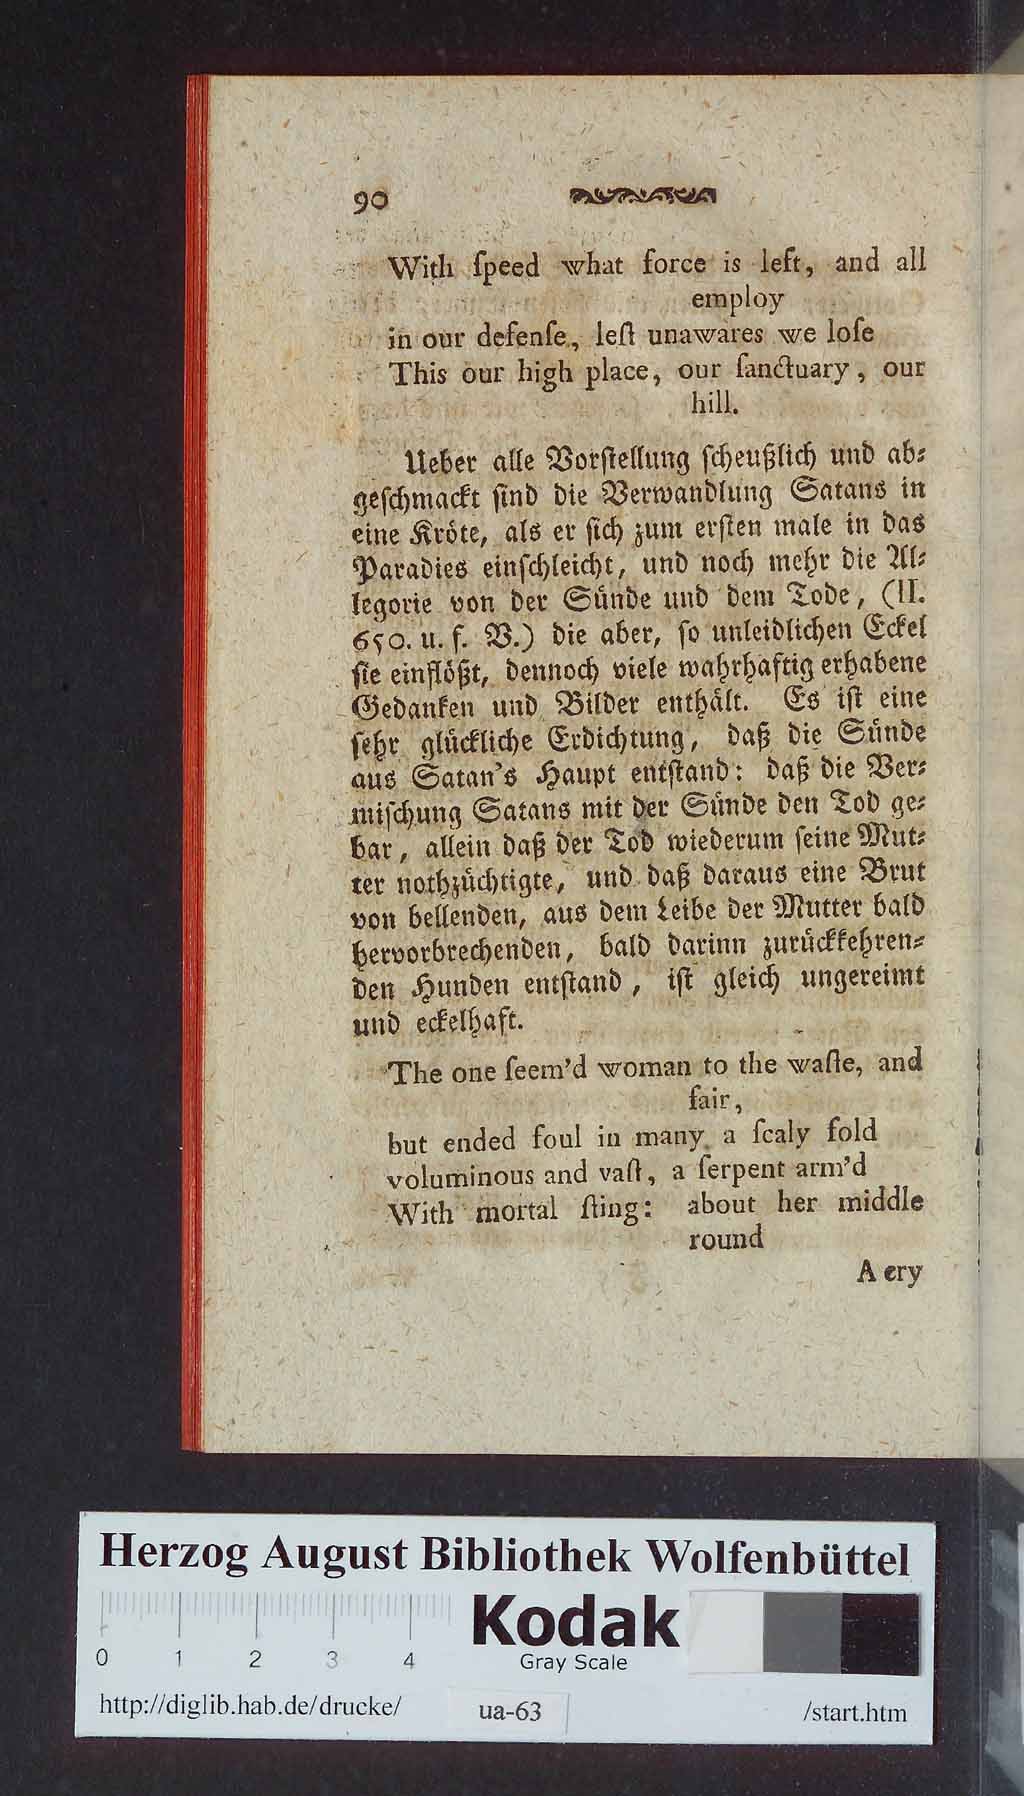 90
With ſpeed what force is left, and all
employ
in our defenſe, leſt unawares we loſe
This our high place, our ſanctuary, our
hill.
Ueber alle Vorſtellung ſcheußlich und ab⸗
geſchmackt ſind die Verwandlung Satans in
eine Kröte, als er ſich zum erſten male in das
Paradies einſchleicht, und noch mehr die Al⸗
legorie von der Sünde und dem Tode, (II.
650. u. f. V.) die aber, ſo unleidlichen Eckel
ſie einflößt, dennoch viele wahrhaftig erhabene
Gedanken und Bilder enthält. Es iſt eine
ſehr glückliche Erdichtung, daß die Sünde
aus Satan's Haupt entſtand: daß die Ver⸗
miſchung Satans mit der Sünde den Tod ge⸗
bar, allein daß der Tod wiederum ſeine Mut⸗
ter nothzüchtigte, und daß daraus eine Brut
von bellenden, aus dem Leibe der Mutter bald
hervorbrechenden, bald darinn zurückkehren⸗
den Hunden entſtand, iſt gleich ungereimt
und eckelhaft.
The one ſeem'd woman to the waſte, and
fair,
but ended foul in many a ſcaly fold
voluminous and vaſt, a ſerpent arm'd
With mortal ſting: about her middle
round
A ery
Herzog August Bibliothek Wolfenbüttel
0 1 2 3 4
Kodak
Gray Scale
http://diglib.hab.de/drucke/ ua-63 /start.htm